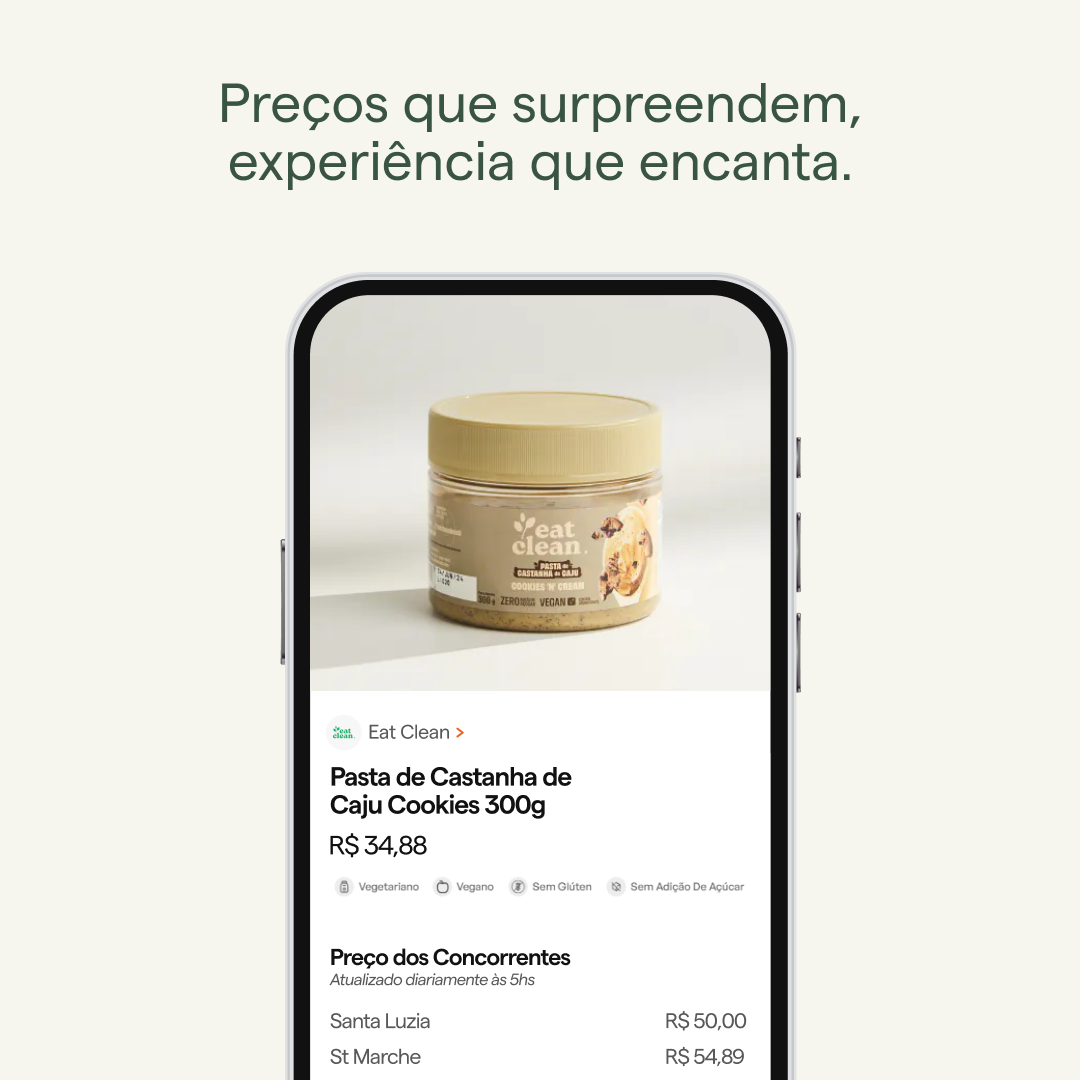 Preços que surpreendem,
experiência que encanta.
eat
clean.
PASTA de
CASTANHA de CAJU
COOKIES 'N' CREAM
300 g
ZERO
VEGAN
eat
clean.
Eat Clean >
Pasta de Castanha de
Caju Cookies 300g
R$ 34,88
Vegetariano Vegano Sem Glúten Sem Adição De Açúcar
Preço dos Concorrentes
Atualizado diariamente às 5hs
Santa Luzia R$ 50,00
St Marche R$ 54,89